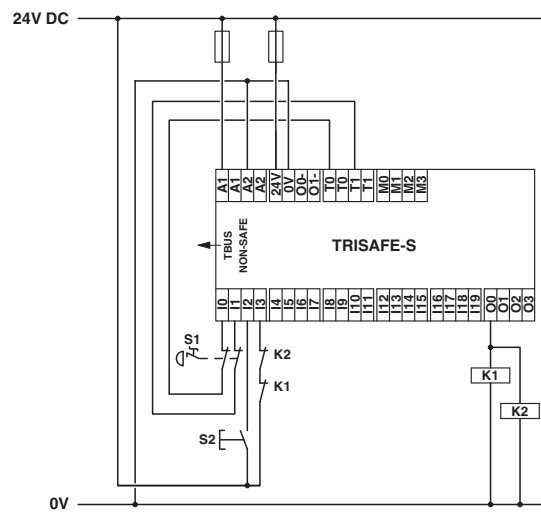 24V DC
A1 A1 A2 A2 24V 0V O0- O1- T0 T0 T1 T1 M0 M1 M2 M3
TBUS
NON-SAFE
TRISAFE-S
I0 I1 I2 I3 I4 I5 I6 I7 I8 I9 I10 I11 I12 I13 I14 I15 I16 I17 I18 I19 O0 O1 O2 O3
S1
K2
K1
K1
K2
S2
0V